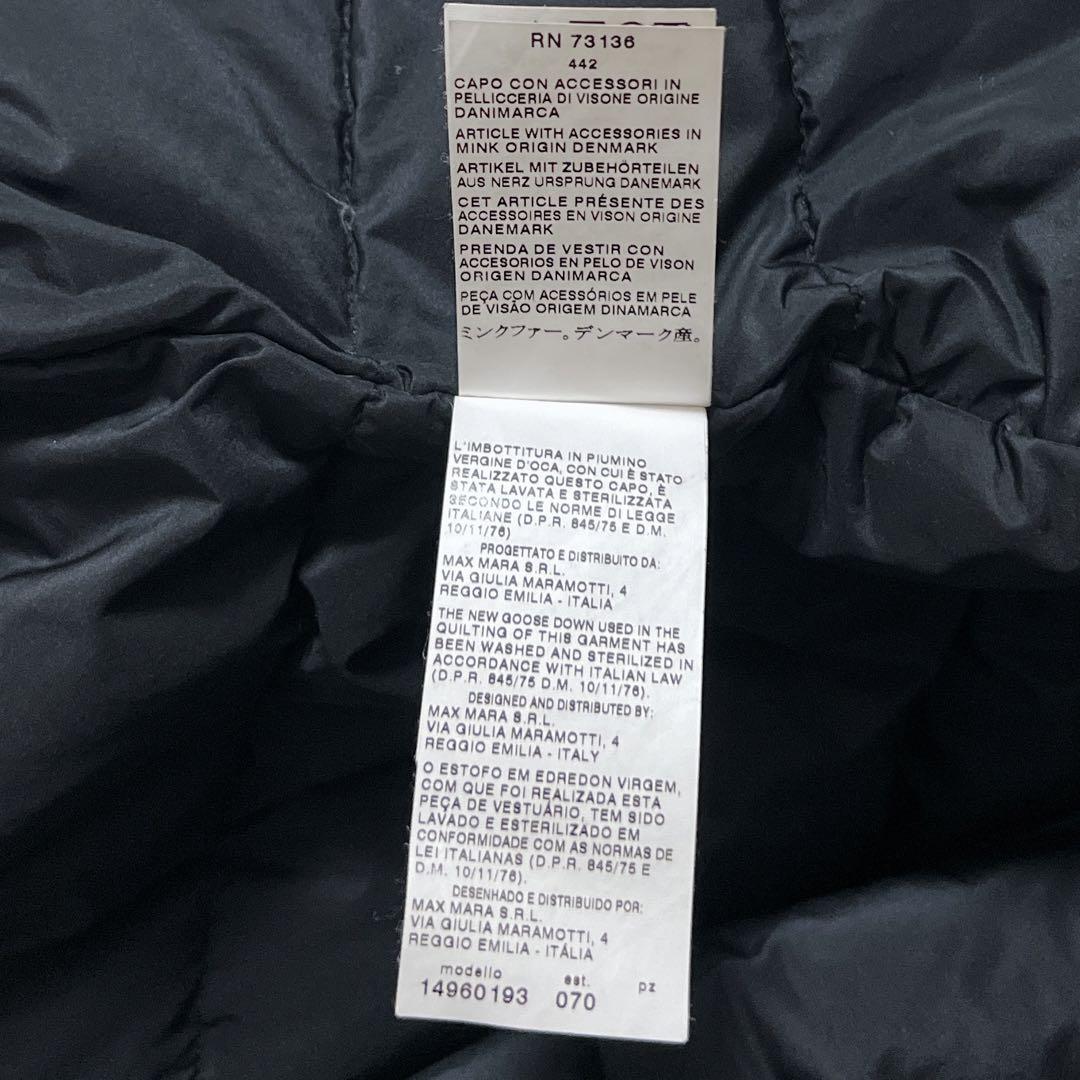 RN 73136
442
CAPO CON ACCESSORI IN
PELLICCERIA DI VISONE ORIGINE
DANIMARCA
ARTICLE WITH ACCESSORIES IN
MINK ORIGIN DENMARK
ARTIKEL MIT ZUBEHÖRTEILEN
AUS NERZ URSPRUNG DANEMARK
CET ARTICLE PRÉSENTE DES
ACCESSOIRES EN VISON ORIGINE
DANEMARK
PRENDA DE VESTIR CON
ACCESORIOS EN PELO DE VISON
ORIGEN DANIMARCA
PEÇA COM ACESSÓRIOS EM PELE
DE VISÃO ORIGEM DINAMARCA
ミンクファー。デンマーク産。
L'IMBOTTITURA IN PIUMINO
VERGINE D'OCA, CON CUI È STATO
REALIZZATO QUESTO CAPO, È
STATA LAVATA E STERILIZZATA
SECONDO LE NORME DI LEGGE
ITALIANE (D.P.R. 845/75 E D.M.
10/11/76)
PROGETTATO E DISTRIBUITO DA:
MAX MARA S.R.L.
VIA GIULIA MARAMOTTI, 4
REGGIO EMILIA - ITALIA
THE NEW GOOSE DOWN USED IN THE
QUILTING OF THIS GARMENT HAS
BEEN WASHED AND STERILIZED IN
ACCORDANCE WITH ITALIAN LAW
(D.P.R. 845/75 D.M. 10/11/76).
DESIGNED AND DISTRIBUTED BY:
MAX MARA S.R.L.
VIA GIULIA MARAMOTTI, 4
REGGIO EMILIA - ITALY
O ESTOFO EM EDREDON VIRGEM,
COM QUE FOI REALIZADA ESTA
PEÇA DE VESTUÁRIO, TEM SIDO
LAVADO E ESTERILIZADO EM
CONFORMIDADE COM AS NORMAS DE
LEI ITALIANAS (D.P.R. 845/75 E
D.M. 10/11/76).
DESENHADO E DISTRIBUIDO POR:
MAX MARA S.R.L.
VIA GIULIA MARAMOTTI, 4
REGGIO EMILIA - ITÁLIA
modello est. pz
14960193 070